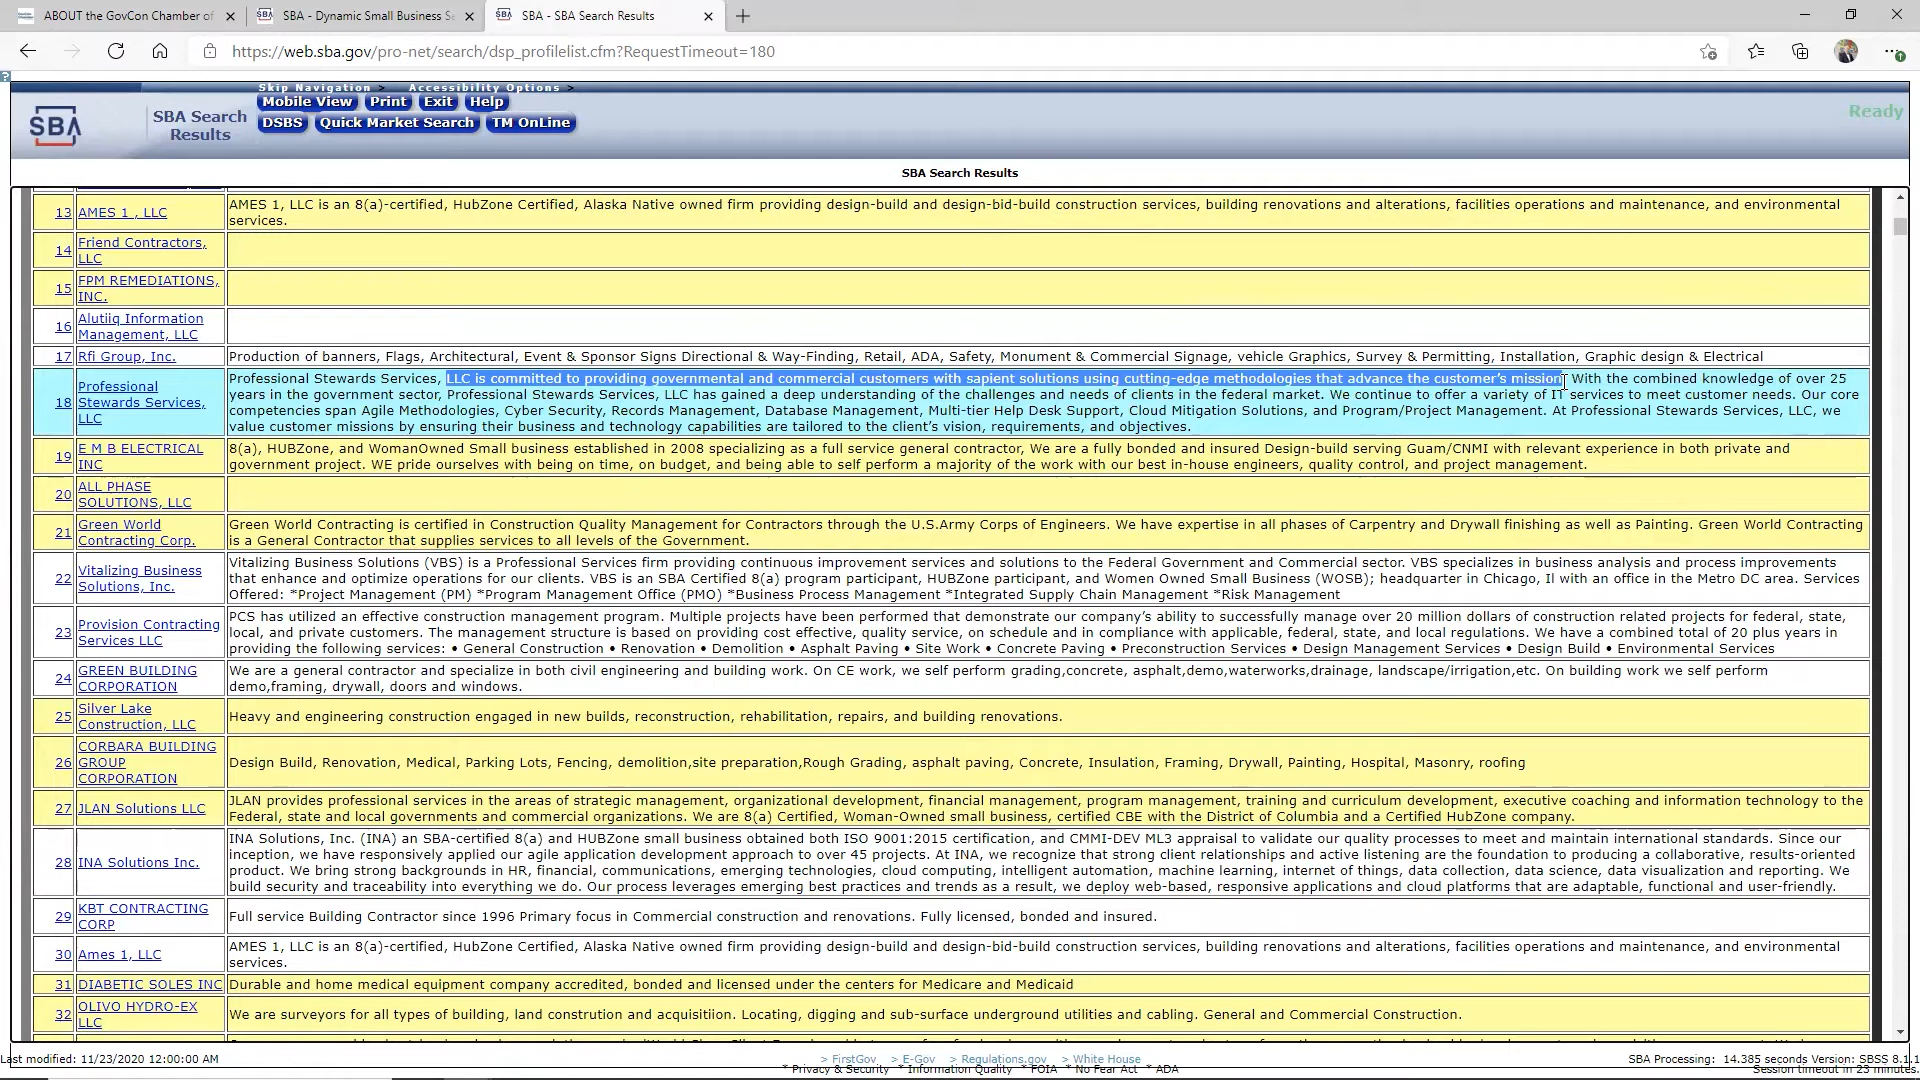 ABOUT the GovCon Chamber of
SBA - Dynamic Small Business S
SBA - SBA Search Results
https://web.sba.gov/pro-net/search/dsp_profilelist.cfm?RequestTimeout=180
Skip Navigation > Accessibility Options >
Mobile View Print Exit Help
DSBS Quick Market Search TM OnLine
SBA
SBA Search
Results
Ready
SBA Search Results
13 AMES 1 , LLC
AMES 1, LLC is an 8(a)-certified, HubZone Certified, Alaska Native owned firm providing design-build and design-bid-build construction services, building renovations and alterations, facilities operations and maintenance, and environmental
services.
14 Friend Contractors,
LLC
15 FPM REMEDIATIONS,
INC.
16 Alutiiq Information
Management, LLC
17 Rfi Group, Inc.
Production of banners, Flags, Architectural, Event & Sponsor Signs Directional & Way-Finding, Retail, ADA, Safety, Monument & Commercial Signage, vehicle Graphics, Survey & Permitting, Installation, Graphic design & Electrical
18 Professional
Stewards Services,
LLC
Professional Stewards Services, LLC is committed to providing governmental and commercial customers with sapient solutions using cutting-edge methodologies that advance the customer's mission. With the combined knowledge of over 25
years in the government sector, Professional Stewards Services, LLC has gained a deep understanding of the challenges and needs of clients in the federal market. We continue to offer a variety of IT services to meet customer needs. Our core
competencies span Agile Methodologies, Cyber Security, Records Management, Database Management, Multi-tier Help Desk Support, Cloud Mitigation Solutions, and Program/Project Management. At Professional Stewards Services, LLC, we
value customer missions by ensuring their business and technology capabilities are tailored to the client's vision, requirements, and objectives.
19 E M B ELECTRICAL
INC
8(a), HUBZone, and WomanOwned Small business established in 2008 specializing as a full service general contractor, We are a fully bonded and insured Design-build serving Guam/CNMI with relevant experience in both private and
government project. WE pride ourselves with being on time, on budget, and being able to self perform a majority of the work with our best in-house engineers, quality control, and project management.
20 ALL PHASE
SOLUTIONS, LLC
21 Green World
Contracting Corp.
Green World Contracting is certified in Construction Quality Management for Contractors through the U.S.Army Corps of Engineers. We have expertise in all phases of Carpentry and Drywall finishing as well as Painting. Green World Contracting
is a General Contractor that supplies services to all levels of the Government.
22 Vitalizing Business
Solutions, Inc.
Vitalizing Business Solutions (VBS) is a Professional Services firm providing continuous improvement services and solutions to the Federal Government and Commercial sector. VBS specializes in business analysis and process improvements
that enhance and optimize operations for our clients. VBS is an SBA Certified 8(a) program participant, HUBZone participant, and Women Owned Small Business (WOSB); headquarter in Chicago, Il with an office in the Metro DC area. Services
Offered: *Project Management (PM) *Program Management Office (PMO) *Business Process Management *Integrated Supply Chain Management *Risk Management
23 Provision Contracting
Services LLC
PCS has utilized an effective construction management program. Multiple projects have been performed that demonstrate our company's ability to successfully manage over 20 million dollars of construction related projects for federal, state,
local, and private customers. The management structure is based on providing cost effective, quality service, on schedule and in compliance with applicable, federal, state, and local regulations. We have a combined total of 20 plus years in
providing the following services: • General Construction • Renovation • Demolition • Asphalt Paving • Site Work • Concrete Paving • Preconstruction Services • Design Management Services • Design Build • Environmental Services
24 GREEN BUILDING
CORPORATION
We are a general contractor and specialize in both civil engineering and building work. On CE work, we self perform grading,concrete, asphalt,demo,waterworks,drainage, landscape/irrigation,etc. On building work we self perform
demo,framing, drywall, doors and windows.
25 Silver Lake
Construction, LLC
Heavy and engineering construction engaged in new builds, reconstruction, rehabilitation, repairs, and building renovations.
26 CORBARA BUILDING
GROUP
CORPORATION
Design Build, Renovation, Medical, Parking Lots, Fencing, demolition,site preparation,Rough Grading, asphalt paving, Concrete, Insulation, Framing, Drywall, Painting, Hospital, Masonry, roofing
27 JLAN Solutions LLC
JLAN provides professional services in the areas of strategic management, organizational development, financial management, program management, training and curriculum development, executive coaching and information technology to the
Federal, state and local governments and commercial organizations. We are 8(a) Certified, Woman-Owned small business, certified CBE with the District of Columbia and a Certified HubZone company.
28 INA Solutions Inc.
INA Solutions, Inc. (INA) an SBA-certified 8(a) and HUBZone small business obtained both ISO 9001:2015 certification, and CMMI-DEV ML3 appraisal to validate our quality processes to meet and maintain international standards. Since our
inception, we have responsively applied our agile application development approach to over 45 projects. At INA, we recognize that strong client relationships and active listening are the foundation to producing a collaborative, results-oriented
product. We bring strong backgrounds in HR, financial, communications, emerging technologies, cloud computing, intelligent automation, machine learning, internet of things, data collection, data science, data visualization and reporting. We
build security and traceability into everything we do. Our process leverages emerging best practices and trends as a result, we deploy web-based, responsive applications and cloud platforms that are adaptable, functional and user-friendly.
29 KBT CONTRACTING
CORP
Full service Building Contractor since 1996 Primary focus in Commercial construction and renovations. Fully licensed, bonded and insured.
30 Ames 1, LLC
AMES 1, LLC is an 8(a)-certified, HubZone Certified, Alaska Native owned firm providing design-build and design-bid-build construction services, building renovations and alterations, facilities operations and maintenance, and environmental
services.
31 DIABETIC SOLES INC
Durable and home medical equipment company accredited, bonded and licensed under the centers for Medicare and Medicaid
32 OLIVO HYDRO-EX
LLC
We are surveyors for all types of building, land constrution and acquisitiion. Locating, digging and sub-surface underground utilities and cabling. General and Commercial Construction.
Last modified: 11/23/2020 12:00:00 AM
> FirstGov > E-Gov > Regulations.gov > White House
* Privacy & Security * Information Quality * FOIA * No Fear Act * ADA
SBA Processing: 14.385 seconds Version: SBSS 8.1.1
Session timeout in 23 minutes.